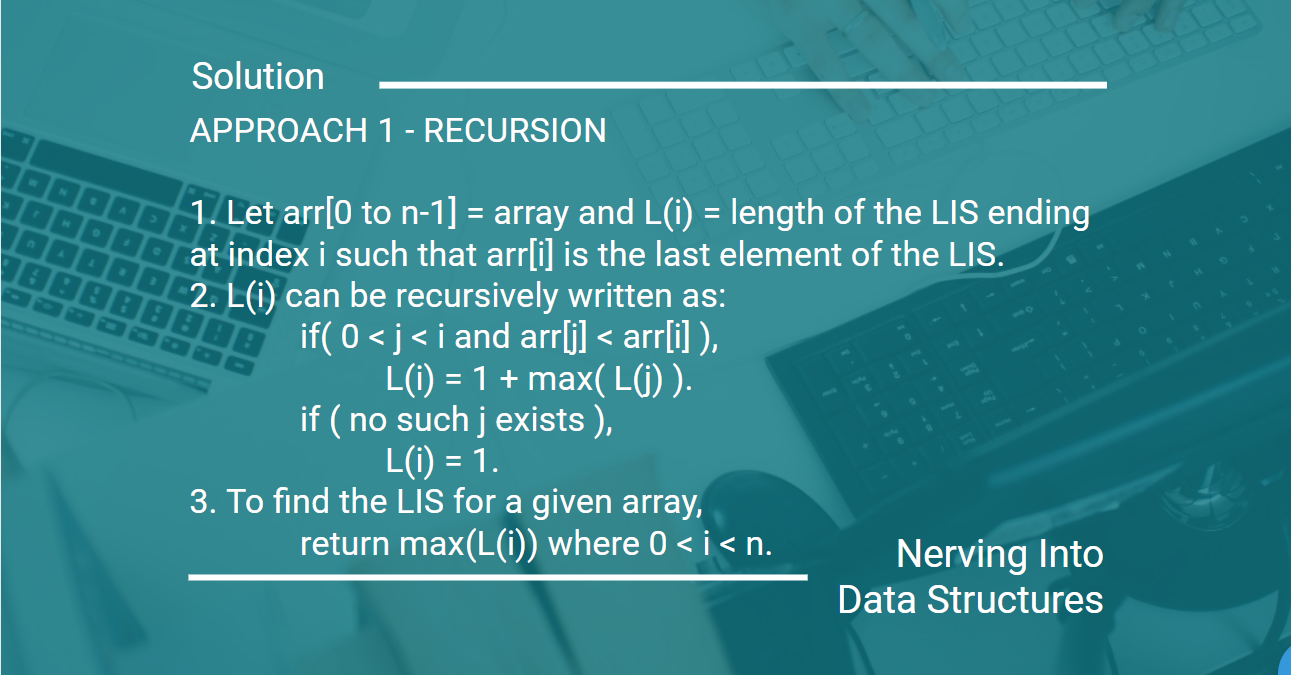 Solution
APPROACH 1 - RECURSION
1. Let arr[0 to n-1] = array and L(i) = length of the LIS ending
at index i such that arr[i] is the last element of the LIS.
2. L(i) can be recursively written as:
if( 0 < j < i and arr[j] < arr[i] ),
L(i) = 1 + max( L(j) ).
if ( no such j exists ),
L(i) = 1.
3. To find the LIS for a given array,
return max(L(i)) where 0 < i < n.
Nerving Into
Data Structures